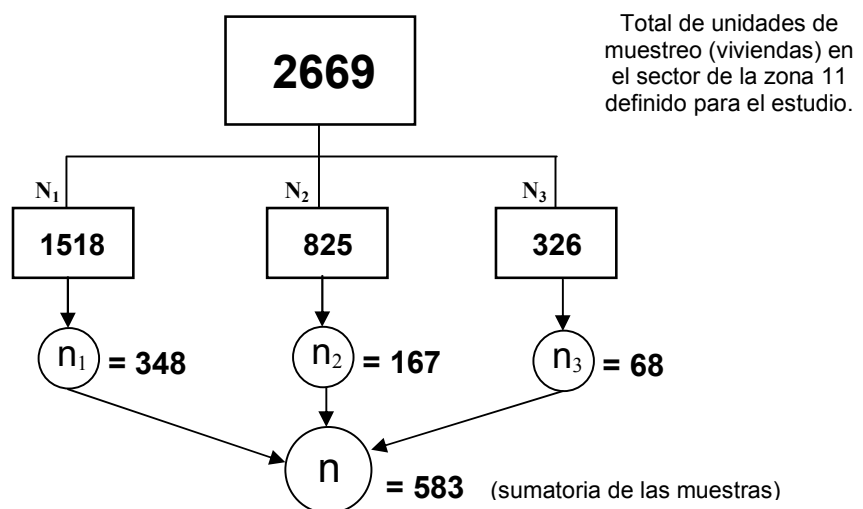 Total de unidades de
muestreo (viviendas) en
el sector de la zona 11
definido para el estudio.
2669
N₁ N₂ N₃
1518 825 326
n₁ = 348 n₂ = 167 n₃ = 68
n = 583 (sumatoria de las muestras)